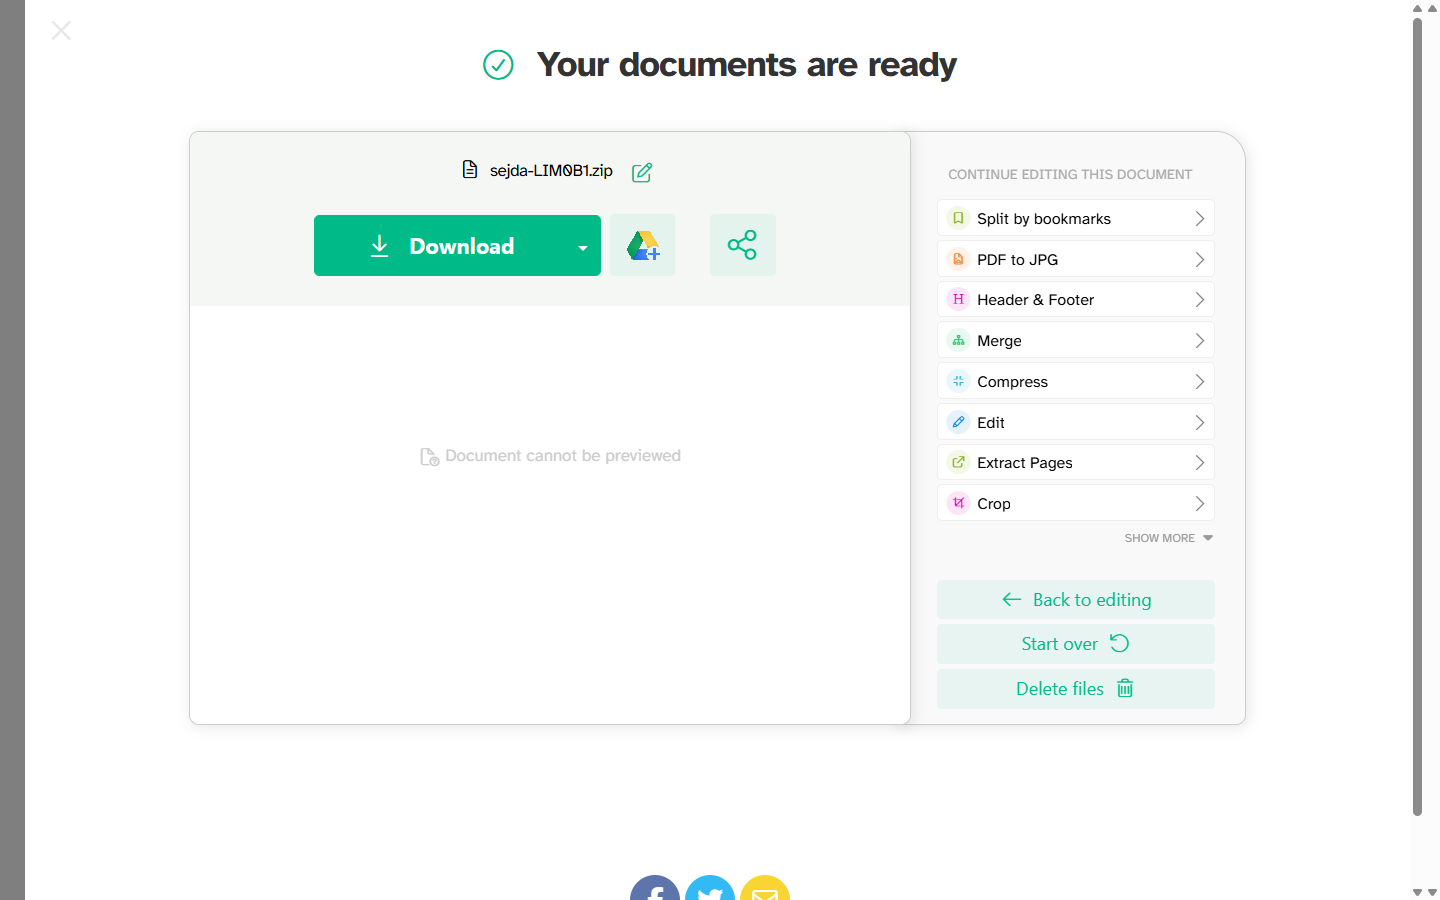 Your documents are ready
sejda-LIM0B1.zip
Download
Document cannot be previewed
CONTINUE EDITING THIS DOCUMENT
Split by bookmarks
PDF to JPG
Header & Footer
Merge
Compress
Edit
Extract Pages
Crop
SHOW MORE
Back to editing
Start over
Delete files